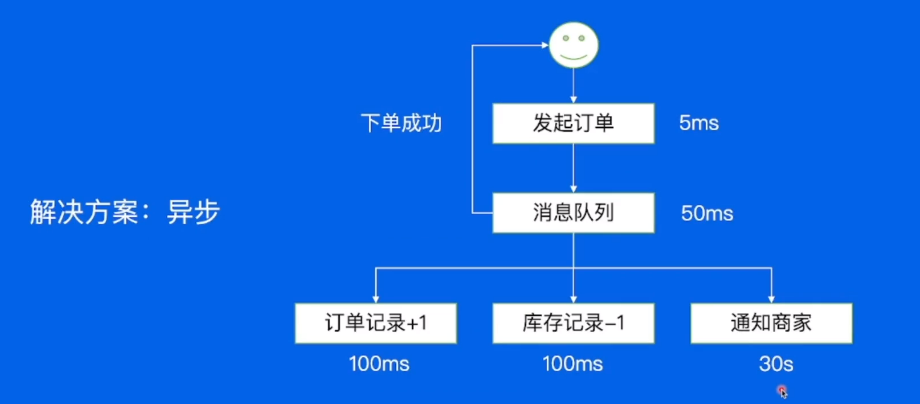 下单成功
发起订单
5ms
解决方案：异步
消息队列
50ms
订单记录+1
库存记录-1
通知商家
100ms
100ms
30s